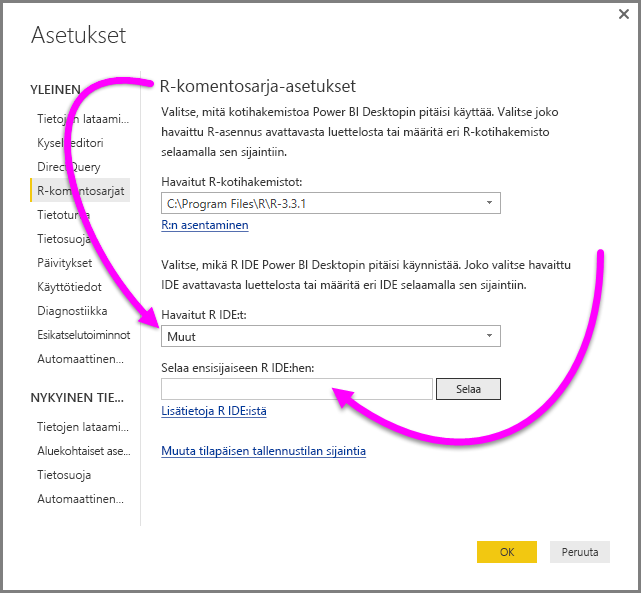 Asetukset
YLEINEN
Tietojen lataami...
Kyselyeditori
DirectQuery
R-komentosarjat
Tietoturva
Tietosuoja
Päivitykset
Käyttötiedot
Diagnostiikka
Esikatselutoiminnot
Automaattinen...
NYKYINEN TIE...
Tietojen lataami...
Aluekohtaiset ase...
Tietosuoja
Automaattinen...
R-komentosarja-asetukset
Valitse, mitä kotihakemistoa Power BI Desktopin pitäisi käyttää. Valitse joko
havaittu R-asennus avattavasta luettelosta tai määritä eri R-kotihakemisto
selaamalla sen sijaintiin.
Havaitut R-kotihakemistot:
C:\Program Files\R\R-3.3.1
R:n asentaminen
Valitse, mikä R IDE Power BI Desktopin pitäisi käynnistää. Joko valitse havaittu
IDE avattavasta luettelosta tai määritä eri IDE selaamalla sen sijaintiin.
Havaitut R IDE:t:
Muut
Selaa ensisijaiseen R IDE:hen:
Selaa
Lisätietoja R IDE:istä
Muuta tilapäisen tallennustilan sijaintia
OK
Peruuta